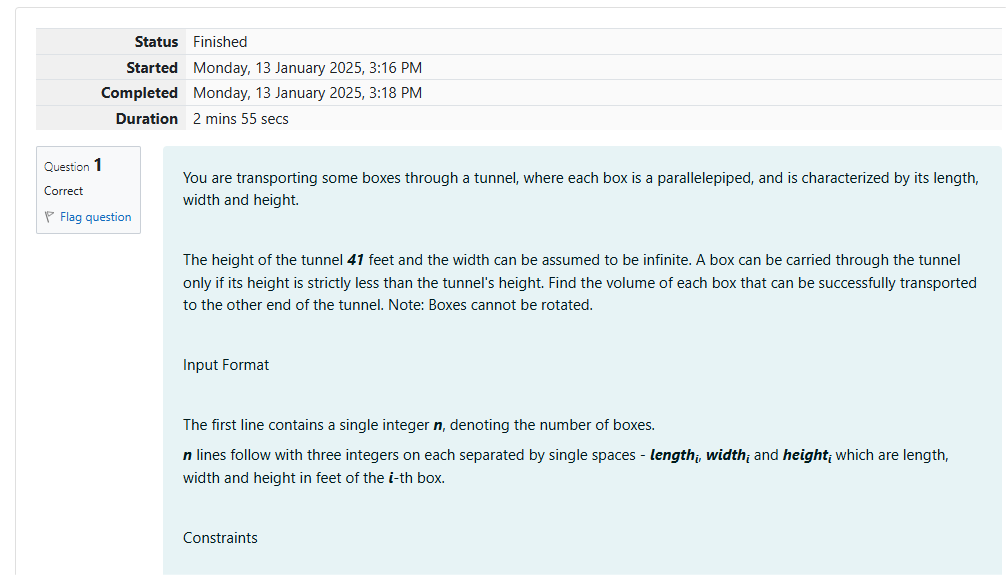 Status Finished
Started Monday, 13 January 2025, 3:16 PM
Completed Monday, 13 January 2025, 3:18 PM
Duration 2 mins 55 secs
Question 1
Correct
Flag question
You are transporting some boxes through a tunnel, where each box is a parallelepiped, and is characterized by its length,
width and height.
The height of the tunnel 41 feet and the width can be assumed to be infinite. A box can be carried through the tunnel
only if its height is strictly less than the tunnel's height. Find the volume of each box that can be successfully transported
to the other end of the tunnel. Note: Boxes cannot be rotated.
Input Format
The first line contains a single integer n, denoting the number of boxes.
n lines follow with three integers on each separated by single spaces - lengthᵢ, widthᵢ and heightᵢ which are length,
width and height in feet of the i-th box.
Constraints